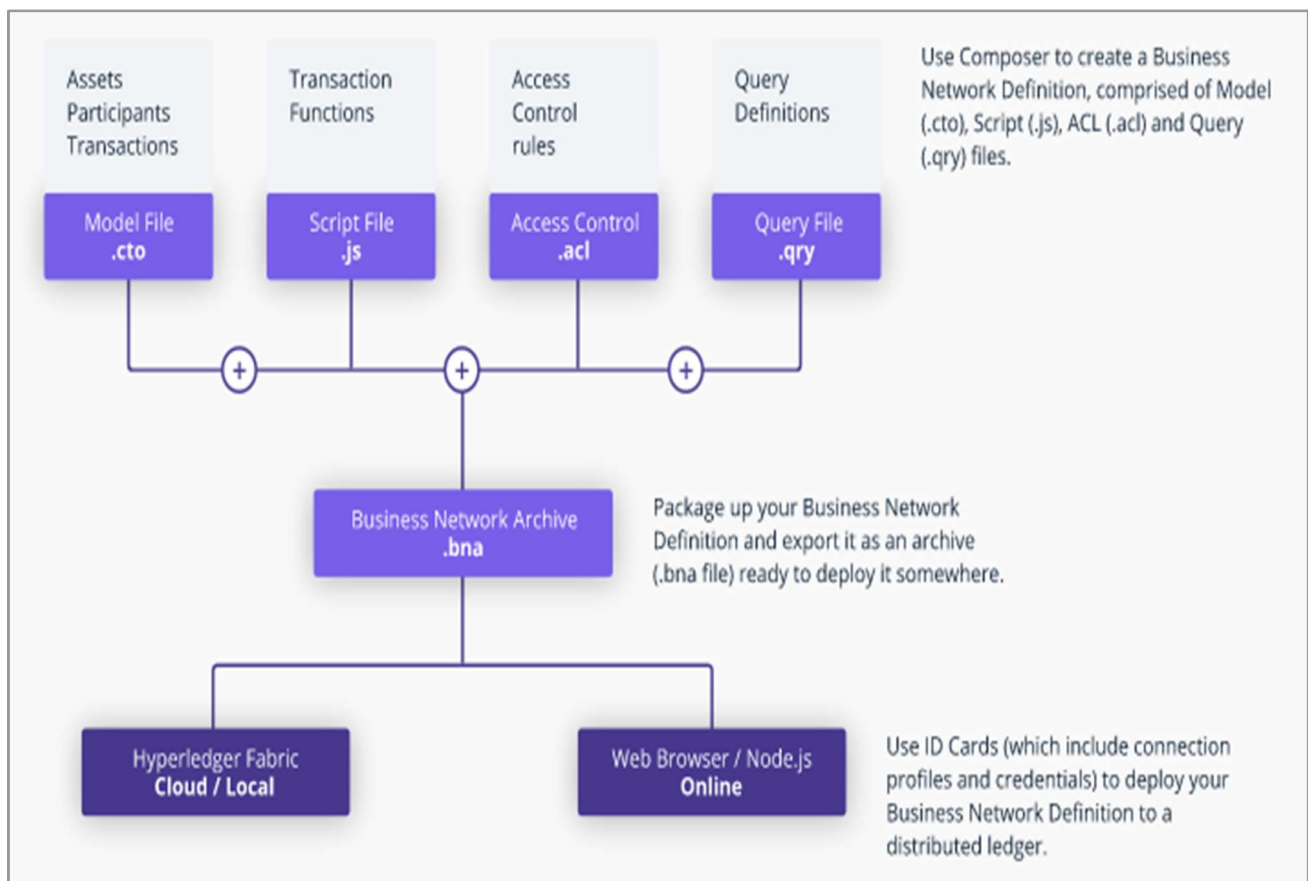 Assets
Participants
Transactions
Transaction
Functions
Access
Control
rules
Query
Definitions
Use Composer to create a Business
Network Definition, comprised of Model
(.cto), Script (.js), ACL (.acl) and Query
(.qry) files.
Model File
.cto
Script File
.js
Access Control
.acl
Query File
.qry
+
+
+
Business Network Archive
.bna
Package up your Business Network
Definition and export it as an archive
(.bna file) ready to deploy it somewhere.
Hyperledger Fabric
Cloud / Local
Web Browser / Node.js
Online
Use ID Cards (which include connection
profiles and credentials) to deploy your
Business Network Definition to a
distributed ledger.